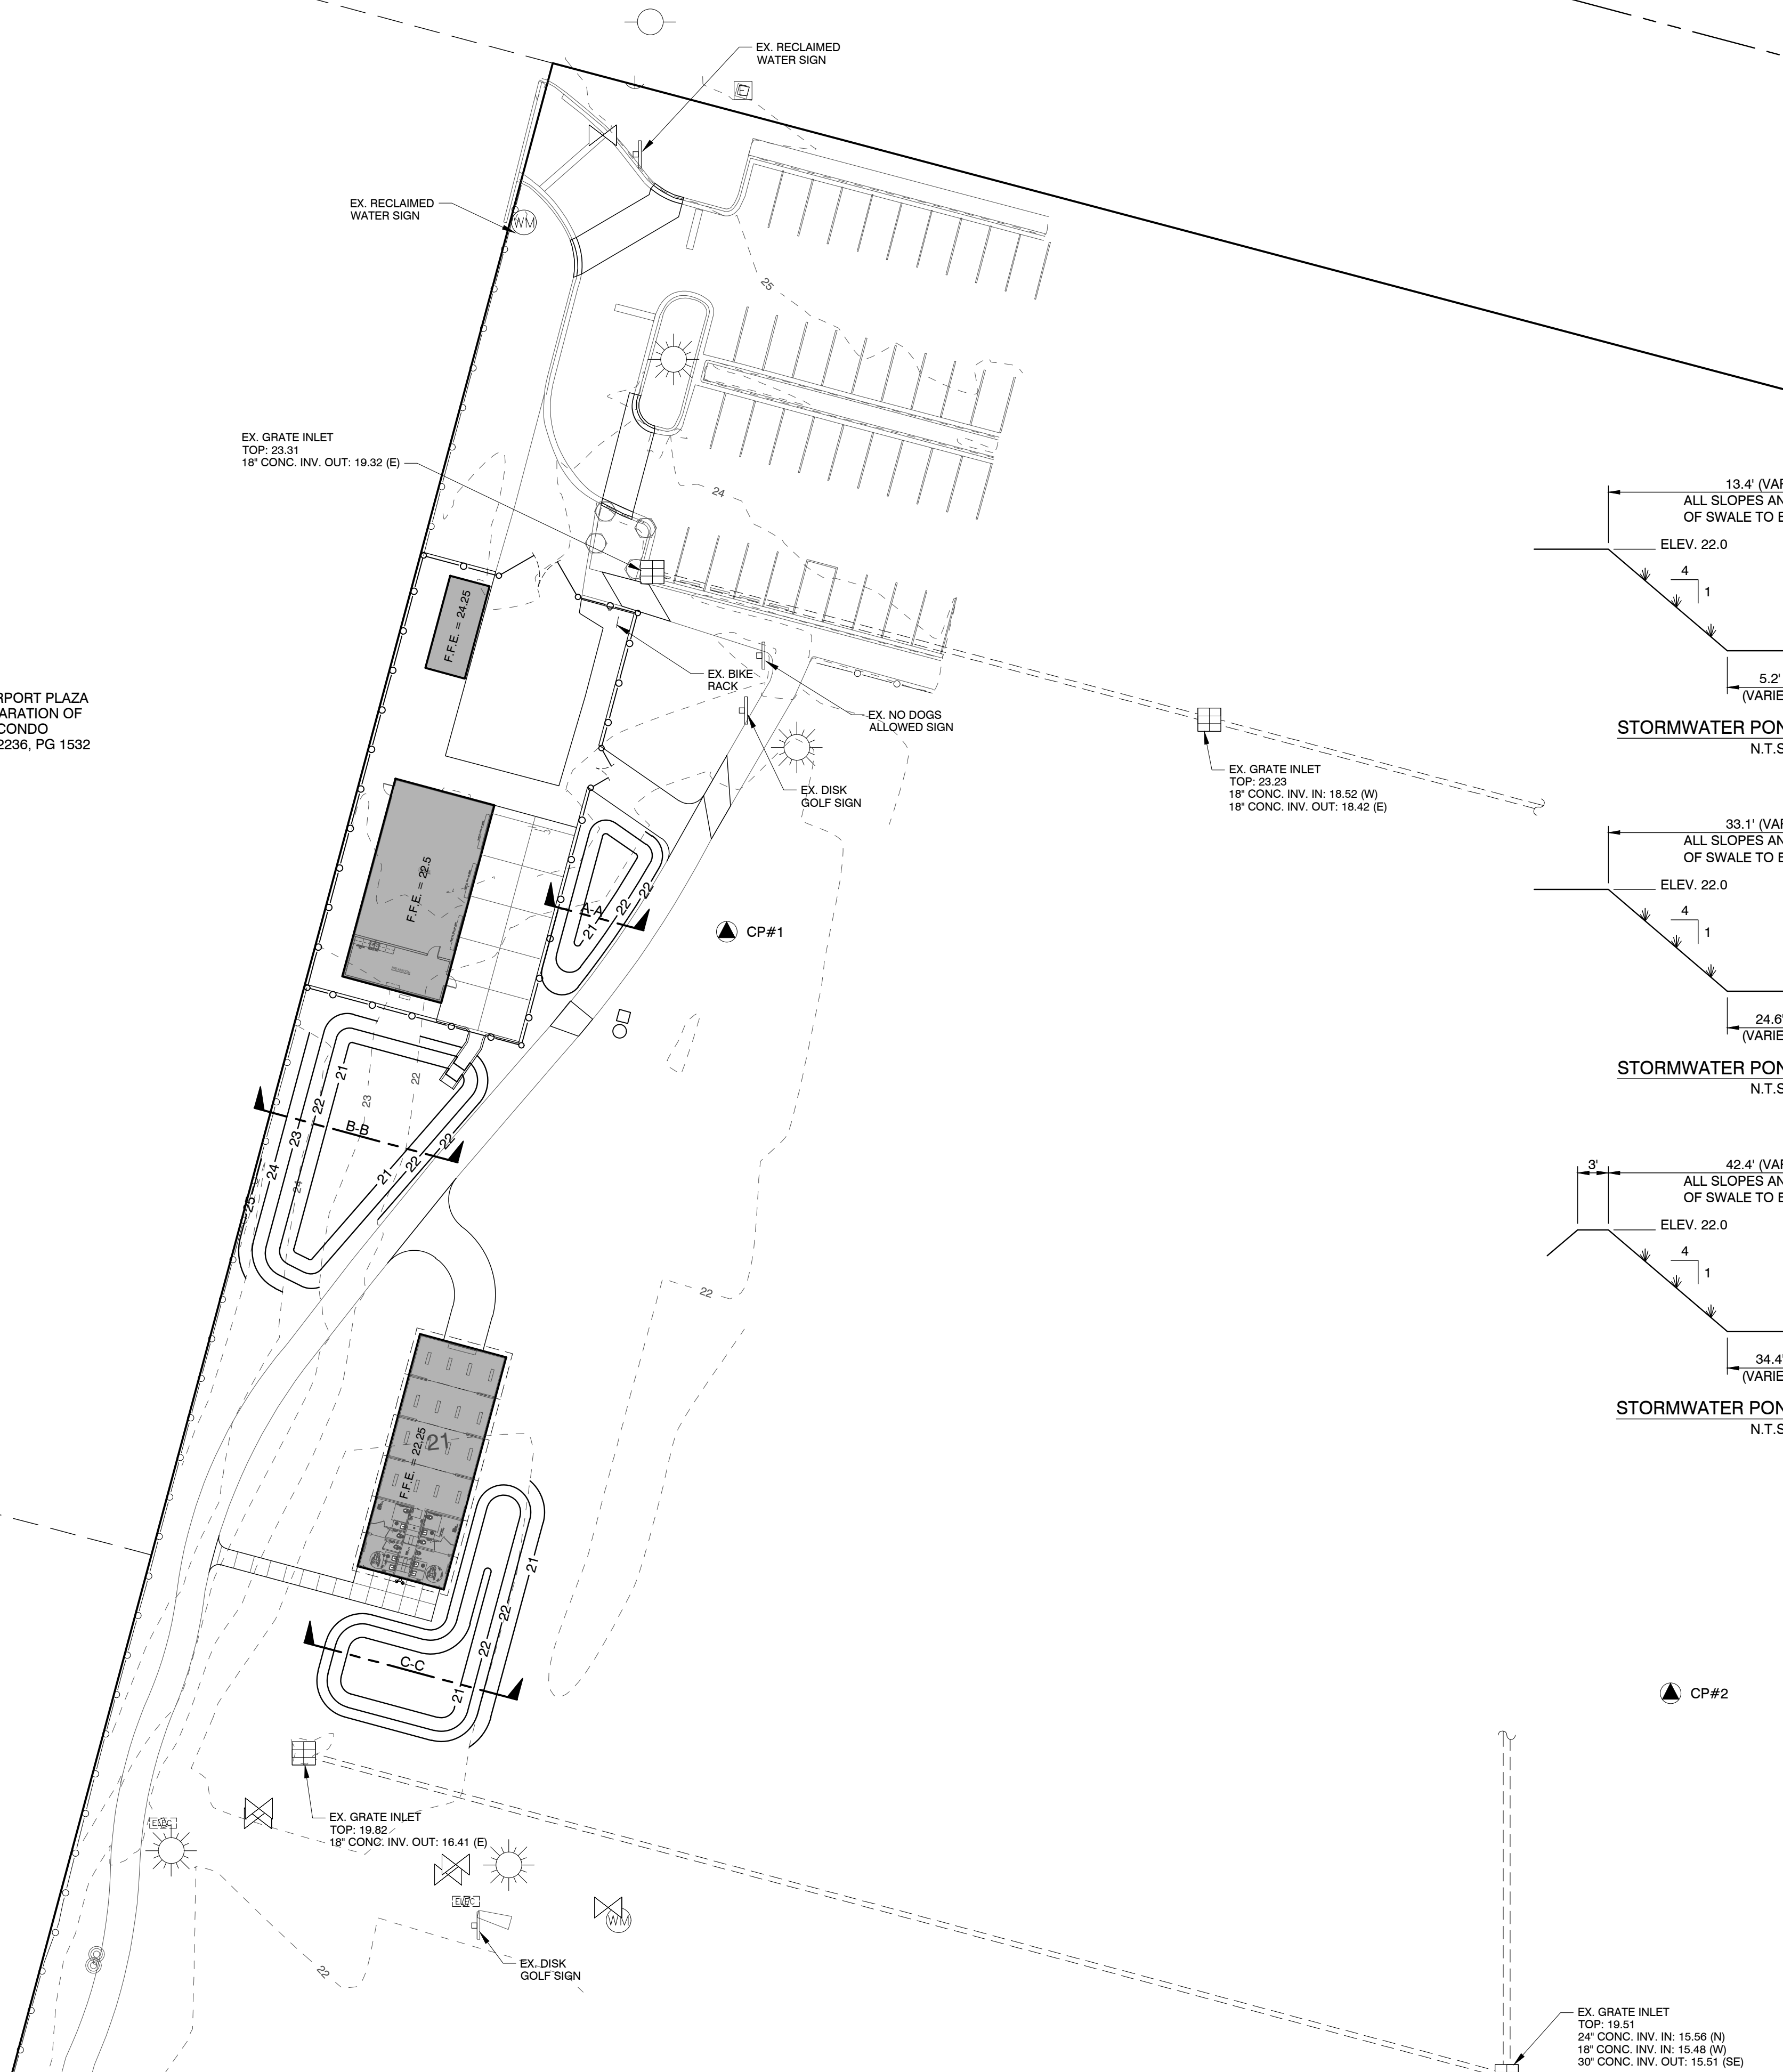 EX. RECLAIMED
WATER SIGN
E
EX. RECLAIMED
WATER SIGN
WM
25
EX. GRATE INLET
TOP: 23.31
18" CONC. INV. OUT: 19.32 (E)
24
13.4' (VAR
ALL SLOPES AN
OF SWALE TO B
ELEV. 22.0
4
1
5.2'
(VARIE
STORMWATER PON
N.T.S
F.F.E. = 24.25
EX. BIKE
RACK
EX. NO DOGS
ALLOWED SIGN
RPORT PLAZA
ARATION OF
CONDO
2236, PG 1532
EX. GRATE INLET
TOP: 23.23
18" CONC. INV. IN: 18.52 (W)
18" CONC. INV. OUT: 18.42 (E)
EX. DISK
GOLF SIGN
33.1' (VAR
ALL SLOPES AN
OF SWALE TO B
ELEV. 22.0
4
1
24.6'
(VARIE
STORMWATER PON
N.T.S
F.F.E. = 22.5
A-A
21
22
22
CP#1
21
22
23
24
25
B-B
21
22
22
23
22
24
3'
42.4' (VAR
ALL SLOPES AN
OF SWALE TO B
ELEV. 22.0
4
1
34.4'
(VARIE
STORMWATER PON
N.T.S
22
F.F.E. = 22.25
21
21
22
22
21
C-C
CP#2
EX. GRATE INLET
TOP: 19.82
18" CONC. INV. OUT: 16.41 (E)
ELEC
ELEC
WM
EX. DISK
GOLF SIGN
22
EX. GRATE INLET
TOP: 19.51
24" CONC. INV. IN: 15.56 (N)
18" CONC. INV. IN: 15.48 (W)
30" CONC. INV. OUT: 15.51 (SE)